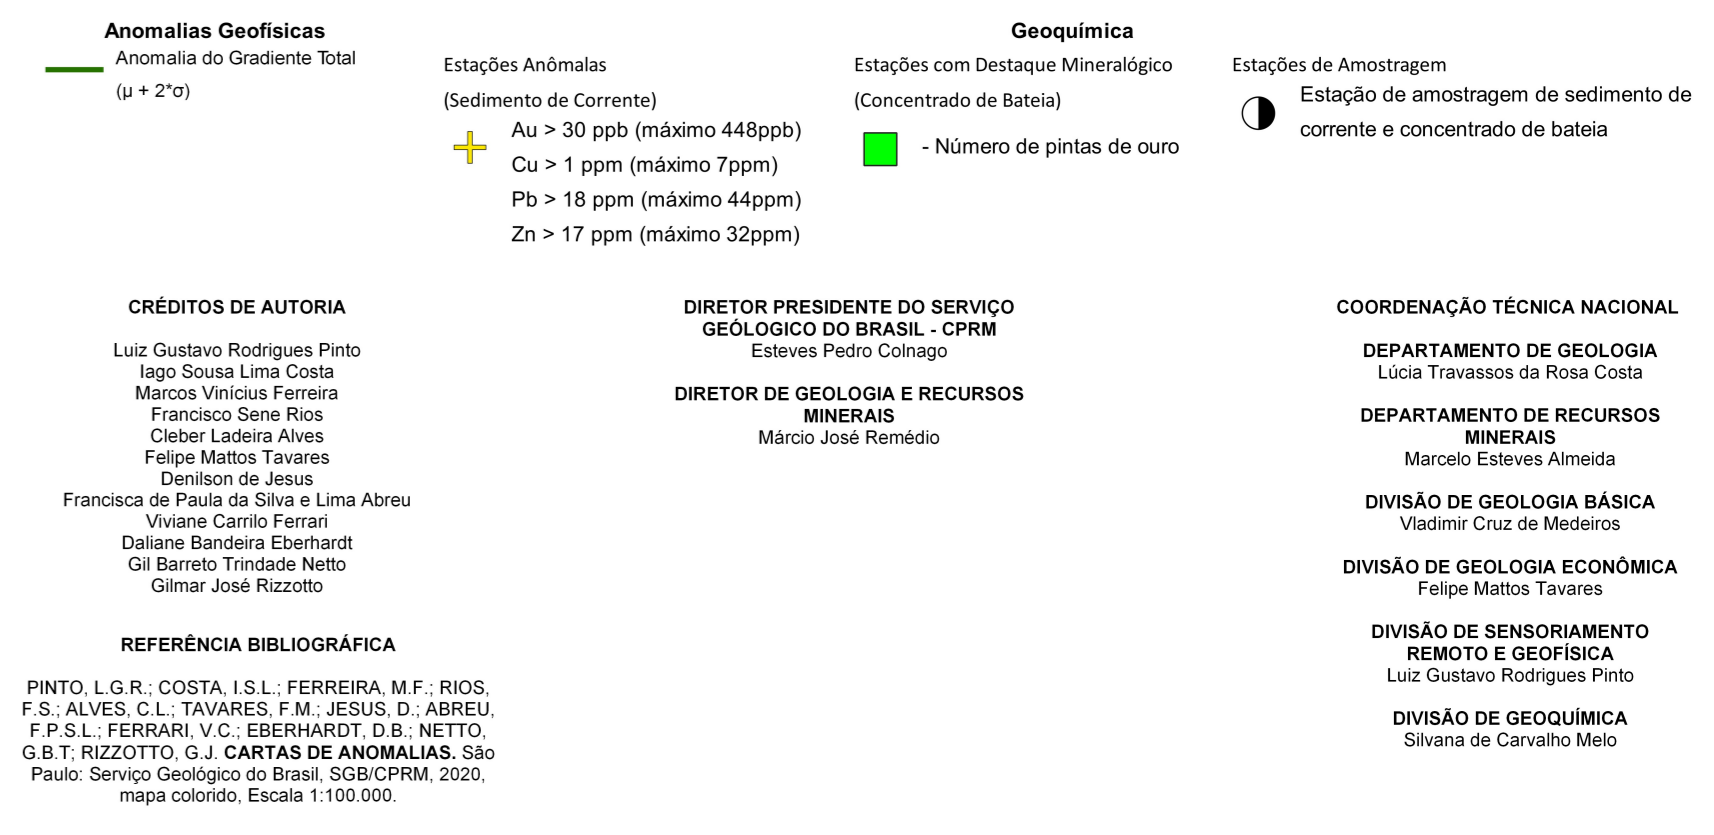 Anomalias Geofísicas
Anomalia do Gradiente Total
(μ + 2*σ)
Geoquímica
Estações Anômalas
(Sedimento de Corrente)
Au > 30 ppb (máximo 448ppb)
Cu > 1 ppm (máximo 7ppm)
Pb > 18 ppm (máximo 44ppm)
Zn > 17 ppm (máximo 32ppm)
Estações com Destaque Mineralógico
(Concentrado de Bateia)
- Número de pintas de ouro
Estações de Amostragem
Estação de amostragem de sedimento de
corrente e concentrado de bateia
CRÉDITOS DE AUTORIA
Luiz Gustavo Rodrigues Pinto
Iago Sousa Lima Costa
Marcos Vinícius Ferreira
Francisco Sene Rios
Cleber Ladeira Alves
Felipe Mattos Tavares
Denilson de Jesus
Francisca de Paula da Silva e Lima Abreu
Viviane Carrilo Ferrari
Daliane Bandeira Eberhardt
Gil Barreto Trindade Netto
Gilmar José Rizzotto
REFERÊNCIA BIBLIOGRÁFICA
PINTO, L.G.R.; COSTA, I.S.L.; FERREIRA, M.F.; RIOS,
F.S.; ALVES, C.L.; TAVARES, F.M.; JESUS, D.; ABREU,
F.P.S.L.; FERRARI, V.C.; EBERHARDT, D.B.; NETTO,
G.B.T; RIZZOTTO, G.J. CARTAS DE ANOMALIAS. São
Paulo: Serviço Geológico do Brasil, SGB/CPRM, 2020,
mapa colorido, Escala 1:100.000.
DIRETOR PRESIDENTE DO SERVIÇO
GEÓLOGICO DO BRASIL - CPRM
Esteves Pedro Colnago
DIRETOR DE GEOLOGIA E RECURSOS
MINERAIS
Márcio José Remédio
COORDENAÇÃO TÉCNICA NACIONAL
DEPARTAMENTO DE GEOLOGIA
Lúcia Travassos da Rosa Costa
DEPARTAMENTO DE RECURSOS
MINERAIS
Marcelo Esteves Almeida
DIVISÃO DE GEOLOGIA BÁSICA
Vladimir Cruz de Medeiros
DIVISÃO DE GEOLOGIA ECONÔMICA
Felipe Mattos Tavares
DIVISÃO DE SENSORIAMENTO
REMOTO E GEOFÍSICA
Luiz Gustavo Rodrigues Pinto
DIVISÃO DE GEOQUÍMICA
Silvana de Carvalho Melo